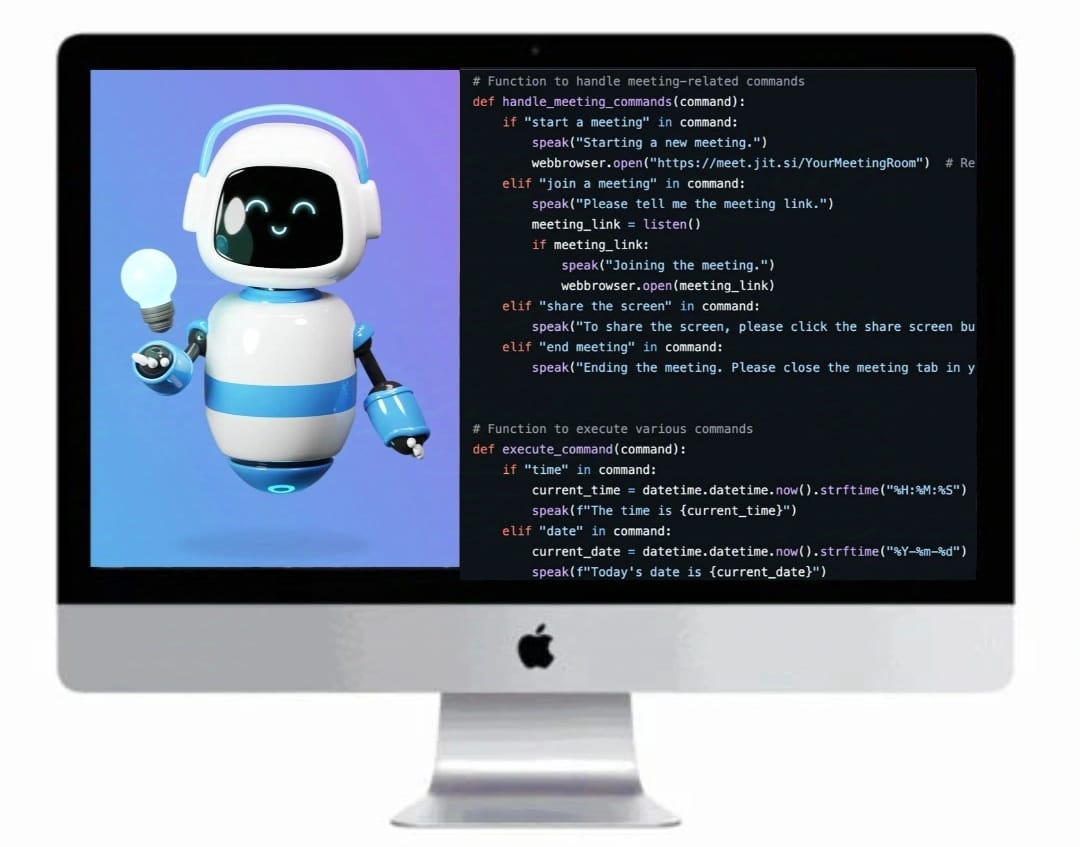 # Function to handle meeting-related commands
def handle_meeting_commands(command):
    if "start a meeting" in command:
        speak("Starting a new meeting.")
        webbrowser.open("https://meet.jit.si/YourMeetingRoom")  # Re
    elif "join a meeting" in command:
        speak("Please tell me the meeting link.")
        meeting_link = listen()
        if meeting_link:
            speak("Joining the meeting.")
            webbrowser.open(meeting_link)
    elif "share the screen" in command:
        speak("To share the screen, please click the share screen bu
    elif "end meeting" in command:
        speak("Ending the meeting. Please close the meeting tab in y
# Function to execute various commands
def execute_command(command):
    if "time" in command:
        current_time = datetime.datetime.now().strftime("%H:%M:%S")
        speak(f"The time is {current_time}")
    elif "date" in command:
        current_date = datetime.datetime.now().strftime("%Y-%m-%d")
        speak(f"Today's date is {current_date}")